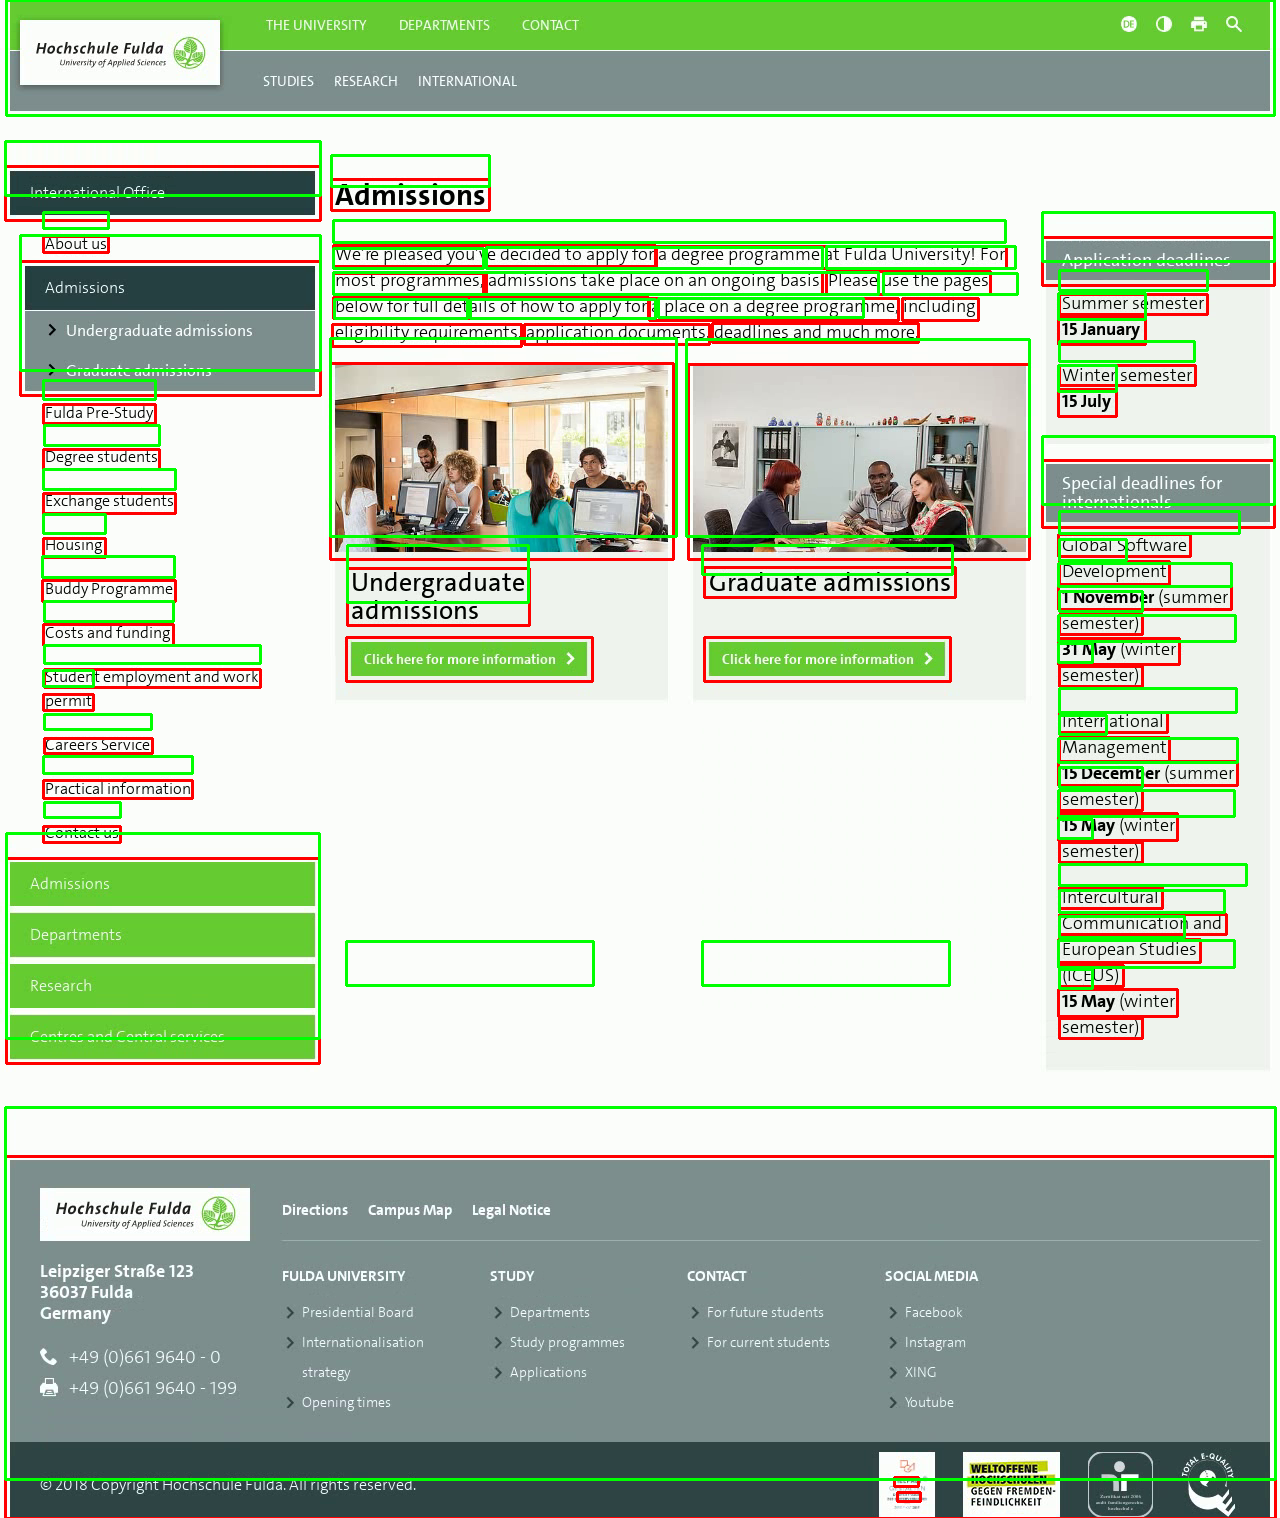 THE UNIVERSITY DEPARTMENTS CONTACT DE
Hochschule Fulda
University of Applied Sciences
STUDIES RESEARCH INTERNATIONAL
International Office
About us
Admissions
Undergraduate admissions
Graduate admissions
Fulda Pre-Study
Degree students
Exchange students
Housing
Buddy Programme
Costs and funding
Student employment and work
permit
Careers Service
Practical information
Contact us
Admissions
Departments
Research
Centres and Central services
Admissions
We're pleased you've decided to apply for a degree programme at Fulda University! For
most programmes, admissions take place on an ongoing basis. Please use the pages
below for full details of how to apply for a place on a degree programme, including
eligibility requirements, application documents, deadlines and much more.
Undergraduate
admissions
Click here for more information
Graduate admissions
Click here for more information
Application deadlines
Summer semester
15 January
Winter semester
15 July
Special deadlines for
internationals
Global Software
Development
1 November (summer
semester)
31 May (winter
semester)
International
Management
15 December (summer
semester)
15 May (winter
semester)
Intercultural
Communication and
European Studies
(ICEUS)
15 May (winter
semester)
Hochschule Fulda
University of Applied Sciences
Leipziger Straße 123
36037 Fulda
Germany
+49 (0)661 9640 - 0
+49 (0)661 9640 - 199
Directions Campus Map Legal Notice
FULDA UNIVERSITY
Presidential Board
Internationalisation
strategy
Opening times
STUDY
Departments
Study programmes
Applications
CONTACT
For future students
For current students
SOCIAL MEDIA
Facebook
Instagram
XING
Youtube
© 2018 Copyright Hochschule Fulda. All rights reserved.
WELTOFFENE
HOCHSCHULEN
GEGEN FREMDEN-
FEINDLICHKEIT
Zertifikat seit 2006
audit familiengerechte
hochschule
TOTAL E-QUALITY